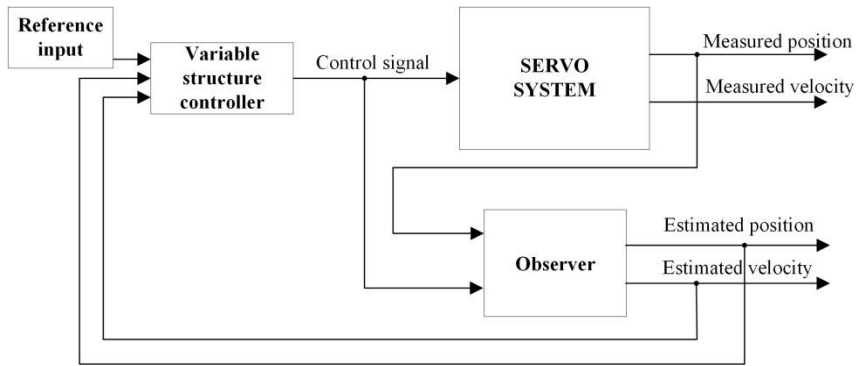 Reference
input
Variable
structure
controller
Control signal
SERVO
SYSTEM
Measured position
Measured velocity
Observer
Estimated position
Estimated velocity